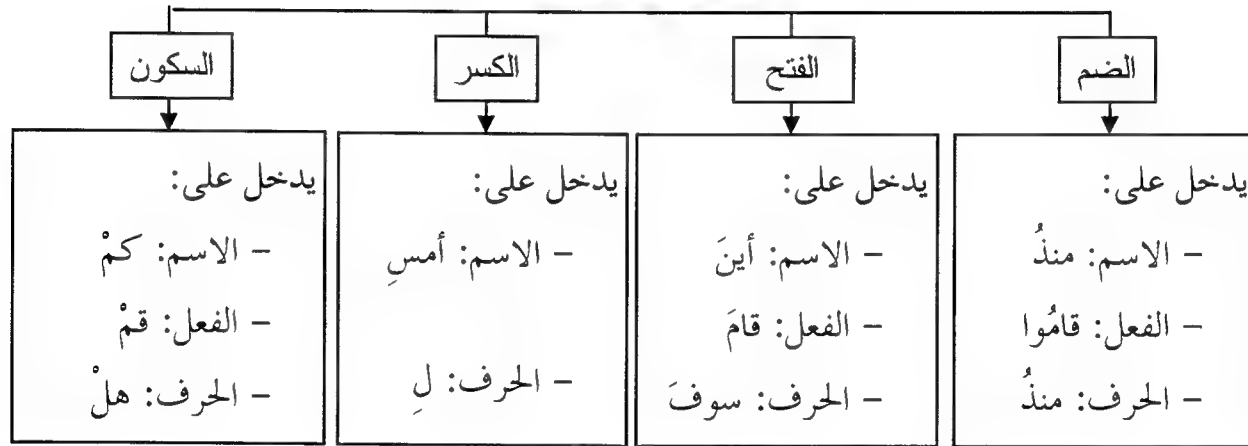 الضم
الفتح
الكسر
السكون
يدخل على:
– الاسم: منذُ
– الفعل: قامُوا
– الحرف: منذُ
يدخل على:
– الاسم: أينَ
– الفعل: قامَ
– الحرف: سوفَ
يدخل على:
– الاسم: أمسِ
– الحرف: لِ
يدخل على:
– الاسم: كمْ
– الفعل: قمْ
– الحرف: هلْ